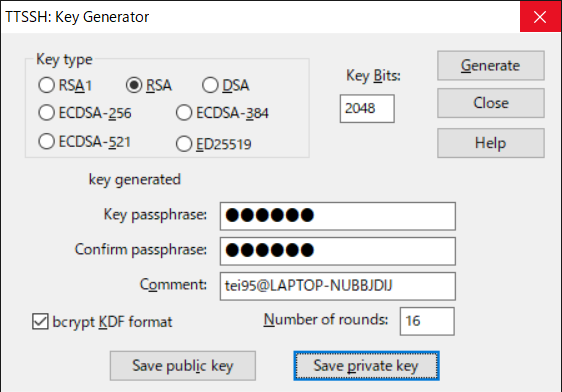 TTSSH: Key Generator
Key type
RSA1
RSA
DSA
ECDSA-256
ECDSA-384
ECDSA-521
ED25519
Key Bits:
2048
Generate
Close
Help
key generated
Key passphrase: ●●●●●●
Confirm passphrase: ●●●●●●
Comment: tei95@LAPTOP-NUBBJDIJ
bcrypt KDF format
Number of rounds: 16
Save public key
Save private key